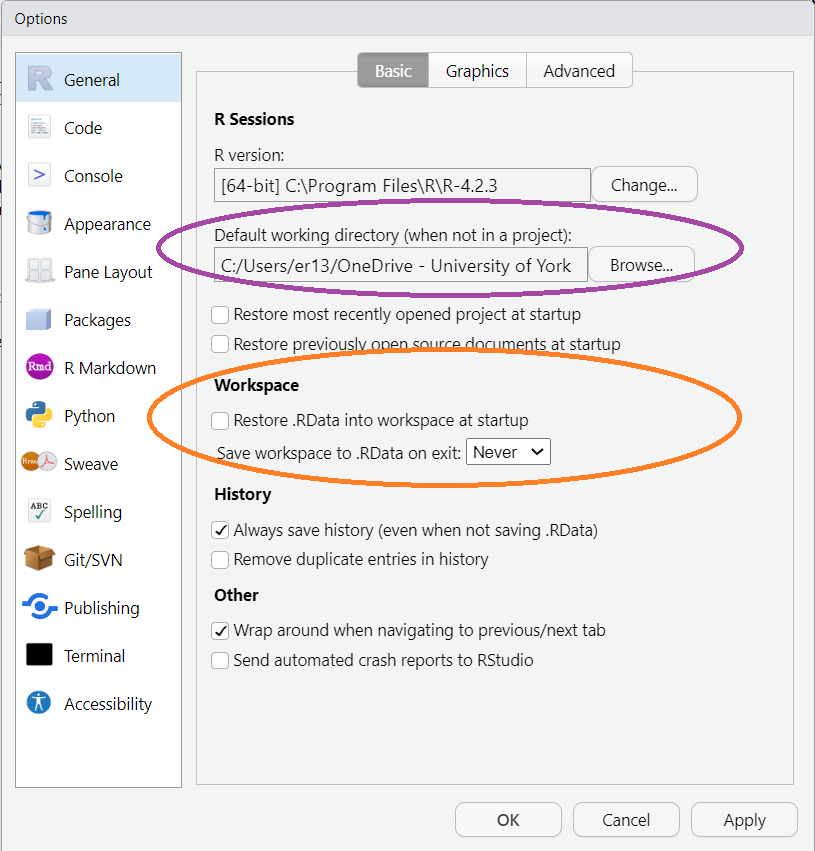 Options
General
Code
Console
Appearance
Pane Layout
Packages
Rmd R Markdown
Python
Rnw Sweave
ABC Spelling
Git/SVN
Publishing
Terminal
Accessibility
Basic Graphics Advanced
R Sessions
R version:
[64-bit] C:\Program Files\R\R-4.2.3 Change...
Default working directory (when not in a project):
C:/Users/er13/OneDrive - University of York Browse...
Restore most recently opened project at startup
Restore previously open source documents at startup
Workspace
Restore .RData into workspace at startup
Save workspace to .RData on exit: Never
History
Always save history (even when not saving .RData)
Remove duplicate entries in history
Other
Wrap around when navigating to previous/next tab
Send automated crash reports to RStudio
OK Cancel Apply